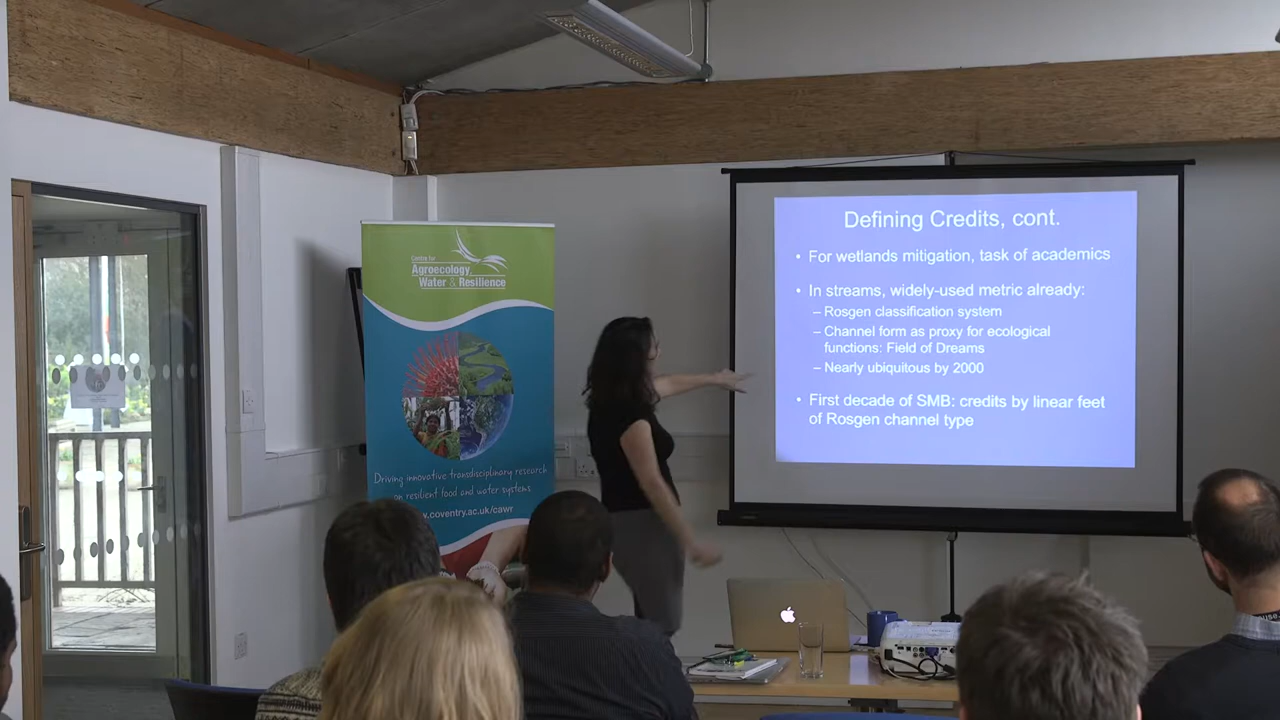 Centre for
Agroecology,
Water & Resilience
Driving innovative transdisciplinary research
on resilient food and water systems
.coventry.ac.uk/cawr
Defining Credits, cont.
• For wetlands mitigation, task of academics
• In streams, widely-used metric already:
– Rosgen classification system
– Channel form as proxy for ecological
functions: Field of Dreams
– Nearly ubiquitous by 2000
• First decade of SMB: credits by linear feet
of Rosgen channel type